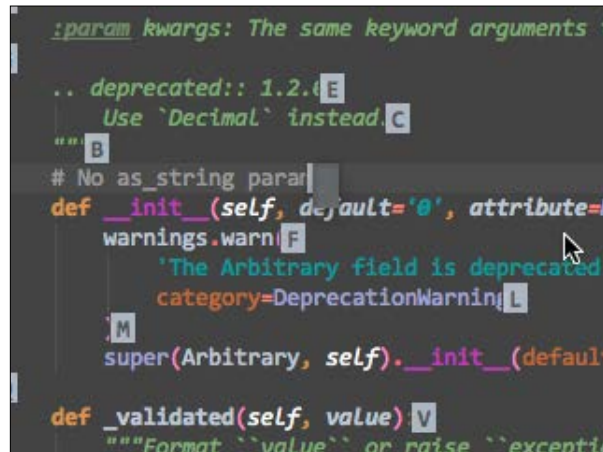 :param kwargs: The same keyword arguments
.. deprecated:: 1.2. E
Use `Decimal` instead. C
""" B
# No as_string param
def __init__(self, default='0', attribute=
warnings.warn( F
'The Arbitrary field is deprecated
category=DeprecationWarning L
) M
super(Arbitrary, self).__init__(default
def _validated(self, value): V
"""Format ``value`` or raise ``exceptio